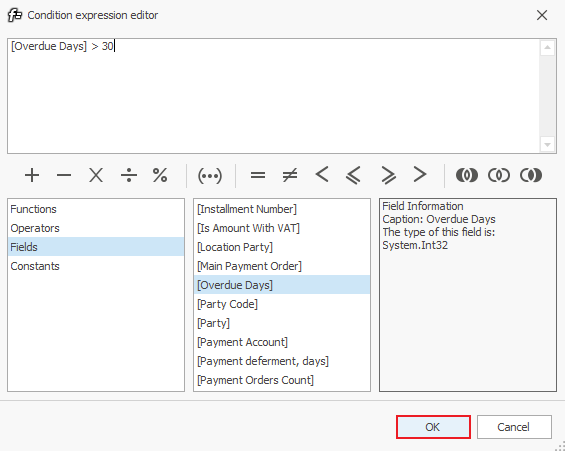 Condition expression editor
[Overdue Days] > 30
+ − × ÷ % (•••) = ≠ < ≤ ≥ >
Functions
Operators
Fields
Constants
[Installment Number]
[Is Amount With VAT]
[Location Party]
[Main Payment Order]
[Overdue Days]
[Party Code]
[Party]
[Payment Account]
[Payment deferment, days]
[Payment Orders Count]
Field Information
Caption: Overdue Days
The type of this field is:
System.Int32
OK
Cancel